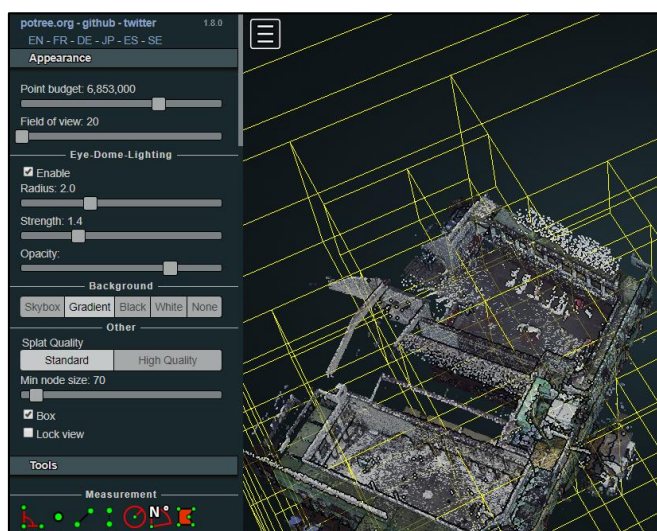 potree.org - github - twitter 1.8.0
EN - FR - DE - JP - ES - SE
Appearance
Point budget: 6,853,000
Field of view: 20
Eye-Dome-Lighting
Enable
Radius: 2.0
Strength: 1.4
Opacity:
Background
Skybox Gradient Black White None
Other
Splat Quality
Standard High Quality
Min node size: 70
Box
Lock view
Tools
Measurement
N°